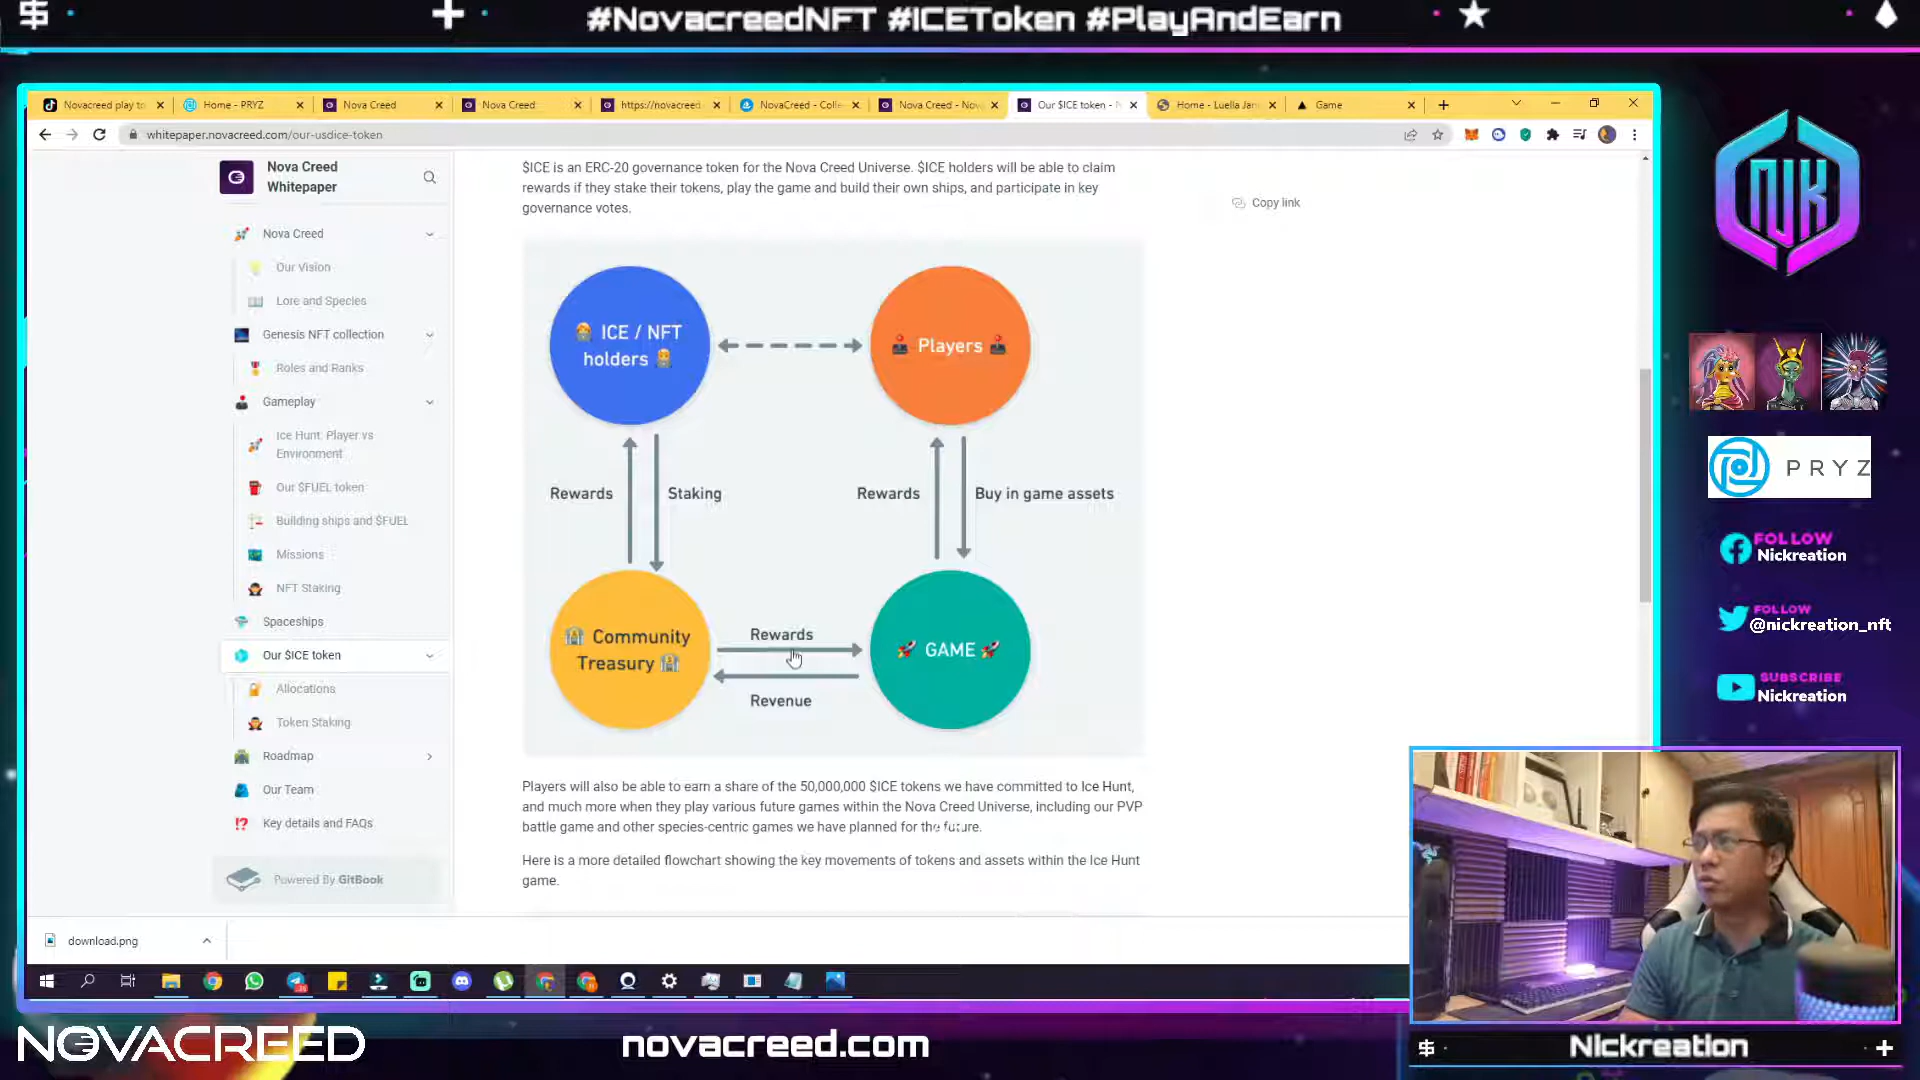 #NovacreedNFT #ICEToken #PlayAndEarn
Novacreed play to
Home - PRYZ
Nova Creed
Nova Creed
https://novacreed
NovaCreed - Colle
Nova Creed - Nov
Our $ICE token - N
Home - Luella Jan
Game
whitepaper.novacreed.com/our-usdice-token
Nova Creed
Whitepaper
Nova Creed
Our Vision
Lore and Species
Genesis NFT collection
Roles and Ranks
Gameplay
Ice Hunt: Player vs
Environment
Our $FUEL token
Building ships and $FUEL
Missions
NFT Staking
Spaceships
Our $ICE token
Allocations
Token Staking
Roadmap
Our Team
Key details and FAQs
Powered By GitBook
$ICE is an ERC-20 governance token for the Nova Creed Universe. $ICE holders will be able to claim
rewards if they stake their tokens, play the game and build their own ships, and participate in key
governance votes.
Copy link
ICE / NFT
holders
Players
Rewards
Staking
Rewards
Buy in game assets
Community
Treasury
Rewards
Revenue
GAME
Players will also be able to earn a share of the 50,000,000 $ICE tokens we have committed to Ice Hunt,
and much more when they play various future games within the Nova Creed Universe, including our PVP
battle game and other species-centric games we have planned for the future.
Here is a more detailed flowchart showing the key movements of tokens and assets within the Ice Hunt
game.
download.png
PRYZ
FOLLOW
Nickreation
FOLLOW
@nickreation_nft
SUBSCRIBE
Nickreation
NOVACREED
novacreed.com
Nickreation